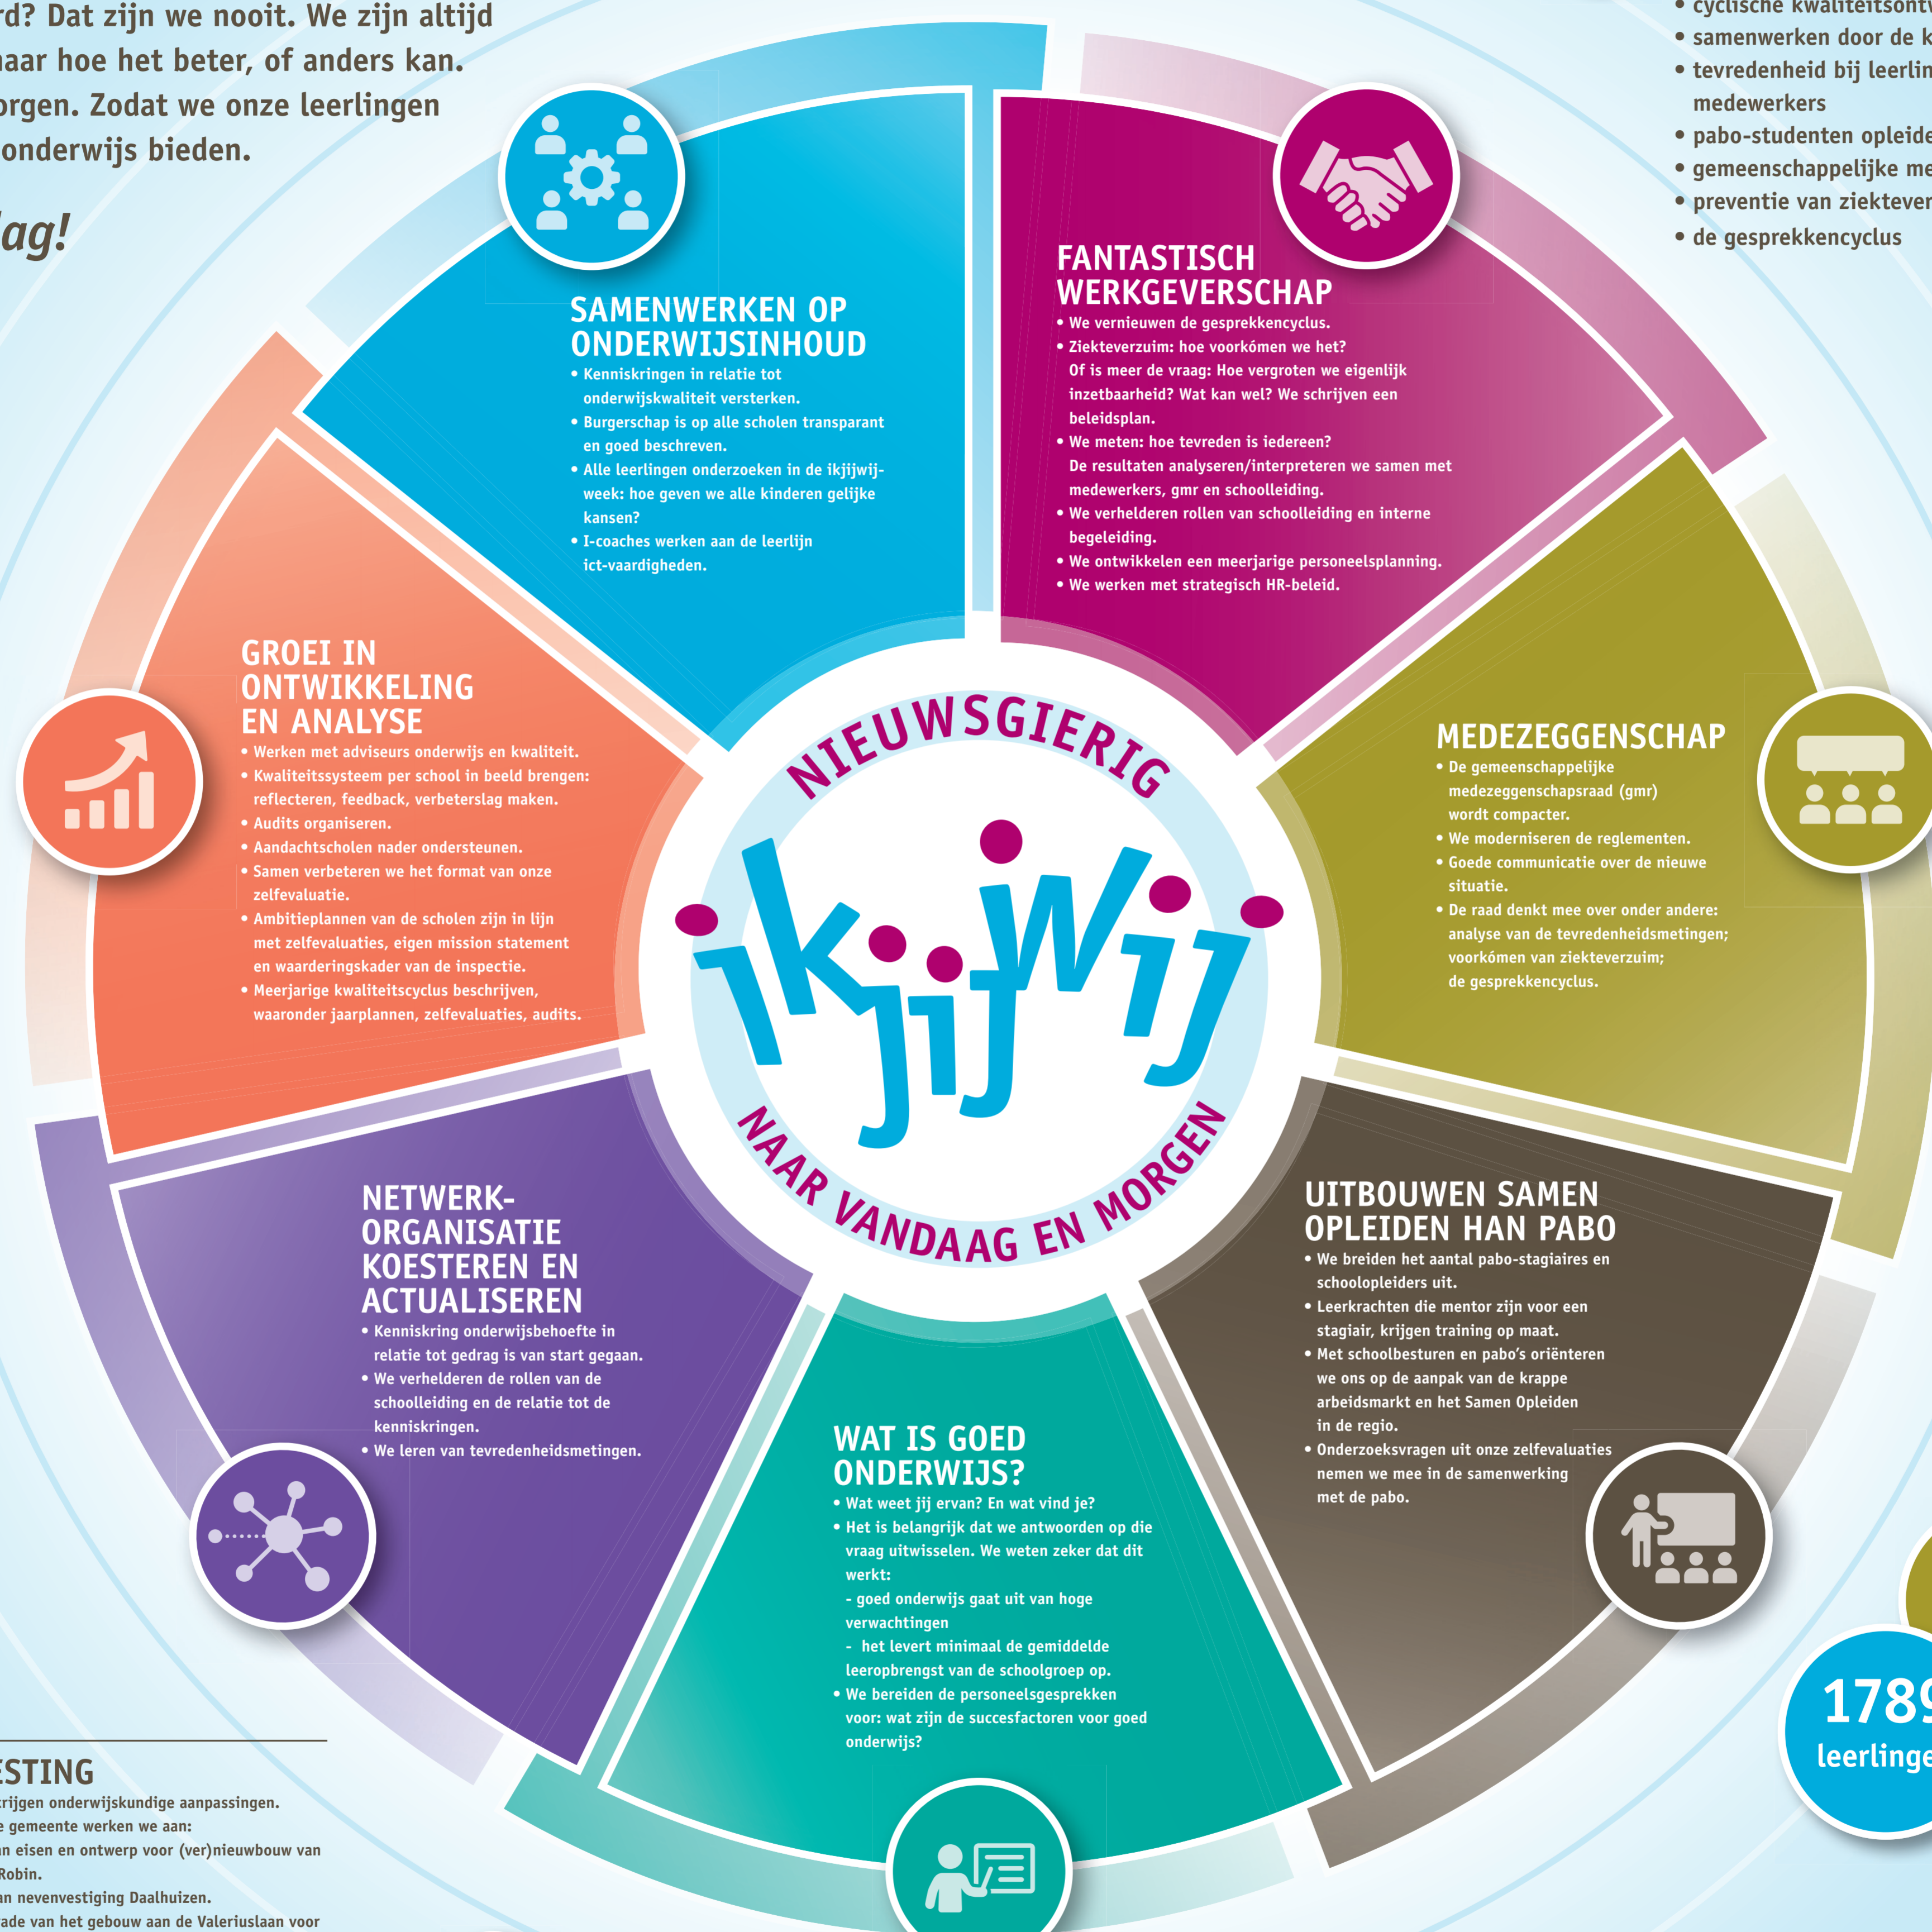 Dat zijn we nooit. We zijn altijd
hoe het beter, of anders kan.
Zodat we onze leerlingen
onderwijs bieden.
• cyclische
• samenwerken door de
• tevredenheid bij
medewerkers
• pabo-studenten
• gemeenschappelijke
• preventie van
• de gesprekkencyclus
SAMENWERKEN OP
ONDERWIJSINHOUD
• Kenniskringen in relatie tot
onderwijskwaliteit versterken.
• Burgerschap is op alle scholen transparant
en goed beschreven.
• Alle leerlingen onderzoeken in de ikjijwij-
week: hoe geven we alle kinderen gelijke
kansen?
• I-coaches werken aan de leerlijn
ict-vaardigheden.
FANTASTISCH
WERKGEVERSCHAP
• We vernieuwen de gesprekkencyclus.
• Ziekteverzuim: hoe voorkómen we het?
Of is meer de vraag: Hoe vergroten we eigenlijk
inzetbaarheid? Wat kan wel? We schrijven een
beleidsplan.
• We meten: hoe tevreden is iedereen?
De resultaten analyseren/interpreteren we samen met
medewerkers, gmr en schoolleiding.
• We verhelderen rollen van schoolleiding en interne
begeleiding.
• We ontwikkelen een meerjarige personeelsplanning.
• We werken met strategisch HR-beleid.
GROEI IN
ONTWIKKELING
EN ANALYSE
• Werken met adviseurs onderwijs en kwaliteit.
• Kwaliteitssysteem per school in beeld brengen:
reflecteren, feedback, verbeterslag maken.
• Audits organiseren.
• Aandachtscholen nader ondersteunen.
• Samen verbeteren we het format van onze
zelfevaluatie.
• Ambitieplannen van de scholen zijn in lijn
met zelfevaluaties, eigen mission statement
en waarderingskader van de inspectie.
• Meerjarige kwaliteitscyclus beschrijven,
waaronder jaarplannen, zelfevaluaties, audits.
MEDEZEGGENSCHAP
• De gemeenschappelijke
medezeggenschapsraad (gmr)
wordt compacter.
• We moderniseren de reglementen.
• Goede communicatie over de nieuwe
situatie.
• De raad denkt mee over onder andere:
analyse van de tevredenheidsmetingen;
voorkómen van ziekteverzuim;
de gesprekkencyclus.
NIEUWSGIERIG
ik jij wij
NAAR VANDAAG EN MORGEN
NETWERK-
ORGANISATIE
KOESTEREN EN
ACTUALISEREN
• Kenniskring onderwijsbehoefte in
relatie tot gedrag is van start gegaan.
• We verhelderen de rollen van de
schoolleiding en de relatie tot de
kenniskringen.
• We leren van tevredenheidsmetingen.
UITBOUWEN SAMEN
OPLEIDEN HAN PABO
• We breiden het aantal pabo-stagiaires en
schoolopleiders uit.
• Leerkrachten die mentor zijn voor een
stagiair, krijgen training op maat.
• Met schoolbesturen en pabo's oriënteren
we ons op de aanpak van de krappe
arbeidsmarkt en het Samen Opleiden
in de regio.
• Onderzoeksvragen uit onze zelfevaluaties
nemen we mee in de samenwerking
met de pabo.
WAT IS GOED
ONDERWIJS?
• Wat weet jij ervan? En wat vind je?
• Het is belangrijk dat we antwoorden op die
vraag uitwisselen. We weten zeker dat dit
werkt:
- goed onderwijs gaat uit van hoge
verwachtingen
- het levert minimaal de gemiddelde
leeropbrengst van de schoolgroep op.
• We bereiden de personeelsgesprekken
voor: wat zijn de succesfactoren voor goed
onderwijs?
1789
onderwijskundige aanpassingen.
gemeente werken we aan:
eisen en ontwerp voor (ver)nieuwbouw van
Robin.
nevenvestiging Daalhuizen.
van het gebouw aan de Valeriuslaan voor